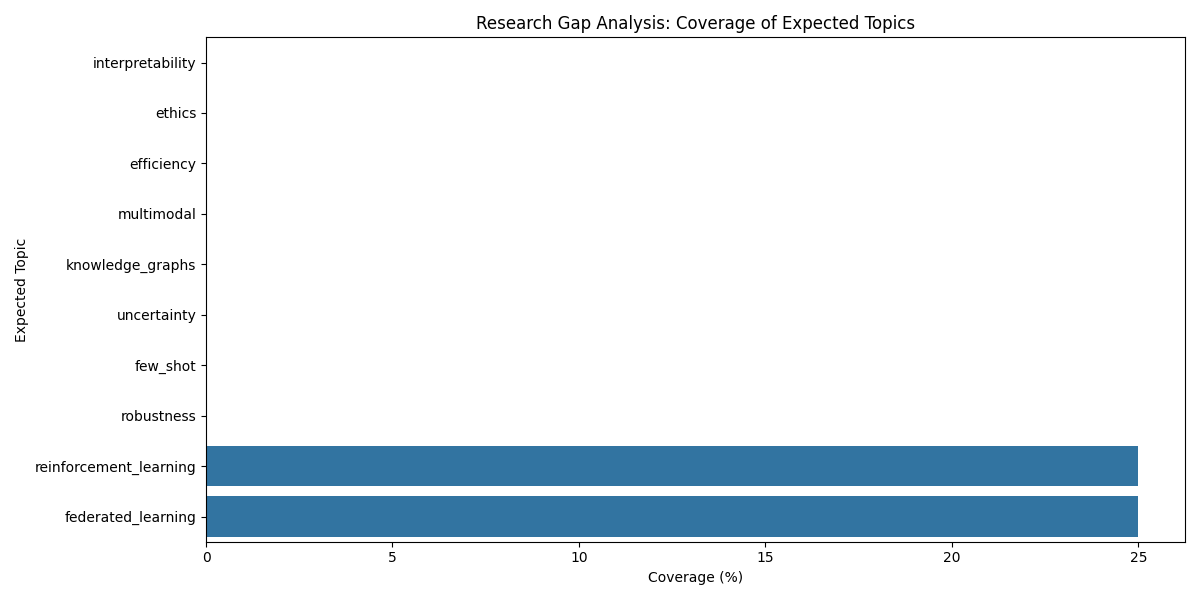 Research Gap Analysis: Coverage of Expected Topics
Expected Topic
interpretability
ethics
efficiency
multimodal
knowledge_graphs
uncertainty
few_shot
robustness
reinforcement_learning
federated_learning
0 5 10 15 20 25
Coverage (%)